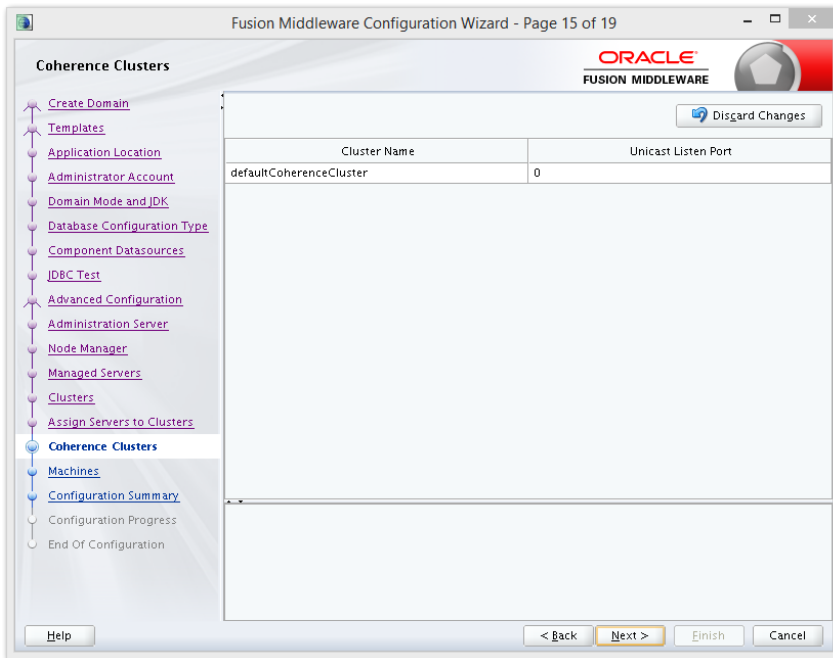 Fusion Middleware Configuration Wizard - Page 15 of 19
Coherence Clusters
ORACLE
FUSION MIDDLEWARE
Create Domain
Templates
Application Location
Administrator Account
Domain Mode and JDK
Database Configuration Type
Component Datasources
JDBC Test
Advanced Configuration
Administration Server
Node Manager
Managed Servers
Clusters
Assign Servers to Clusters
Coherence Clusters
Machines
Configuration Summary
Configuration Progress
End Of Configuration
Discard Changes
Cluster Name Unicast Listen Port
defaultCoherenceCluster 0
Help < Back Next > Finish Cancel